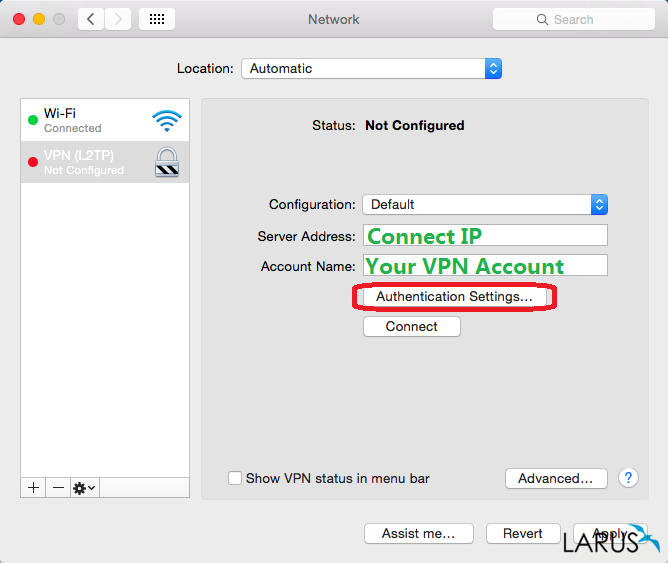 Network
Search
Location: Automatic
Wi-Fi
Connected
VPN (L2TP)
Not Configured
Status: Not Configured
Configuration: Default
Server Address: Connect IP
Account Name: Your VPN Account
Authentication Settings...
Connect
Show VPN status in menu bar
Advanced...
?
Assist me...
Revert
Apply
LARUS